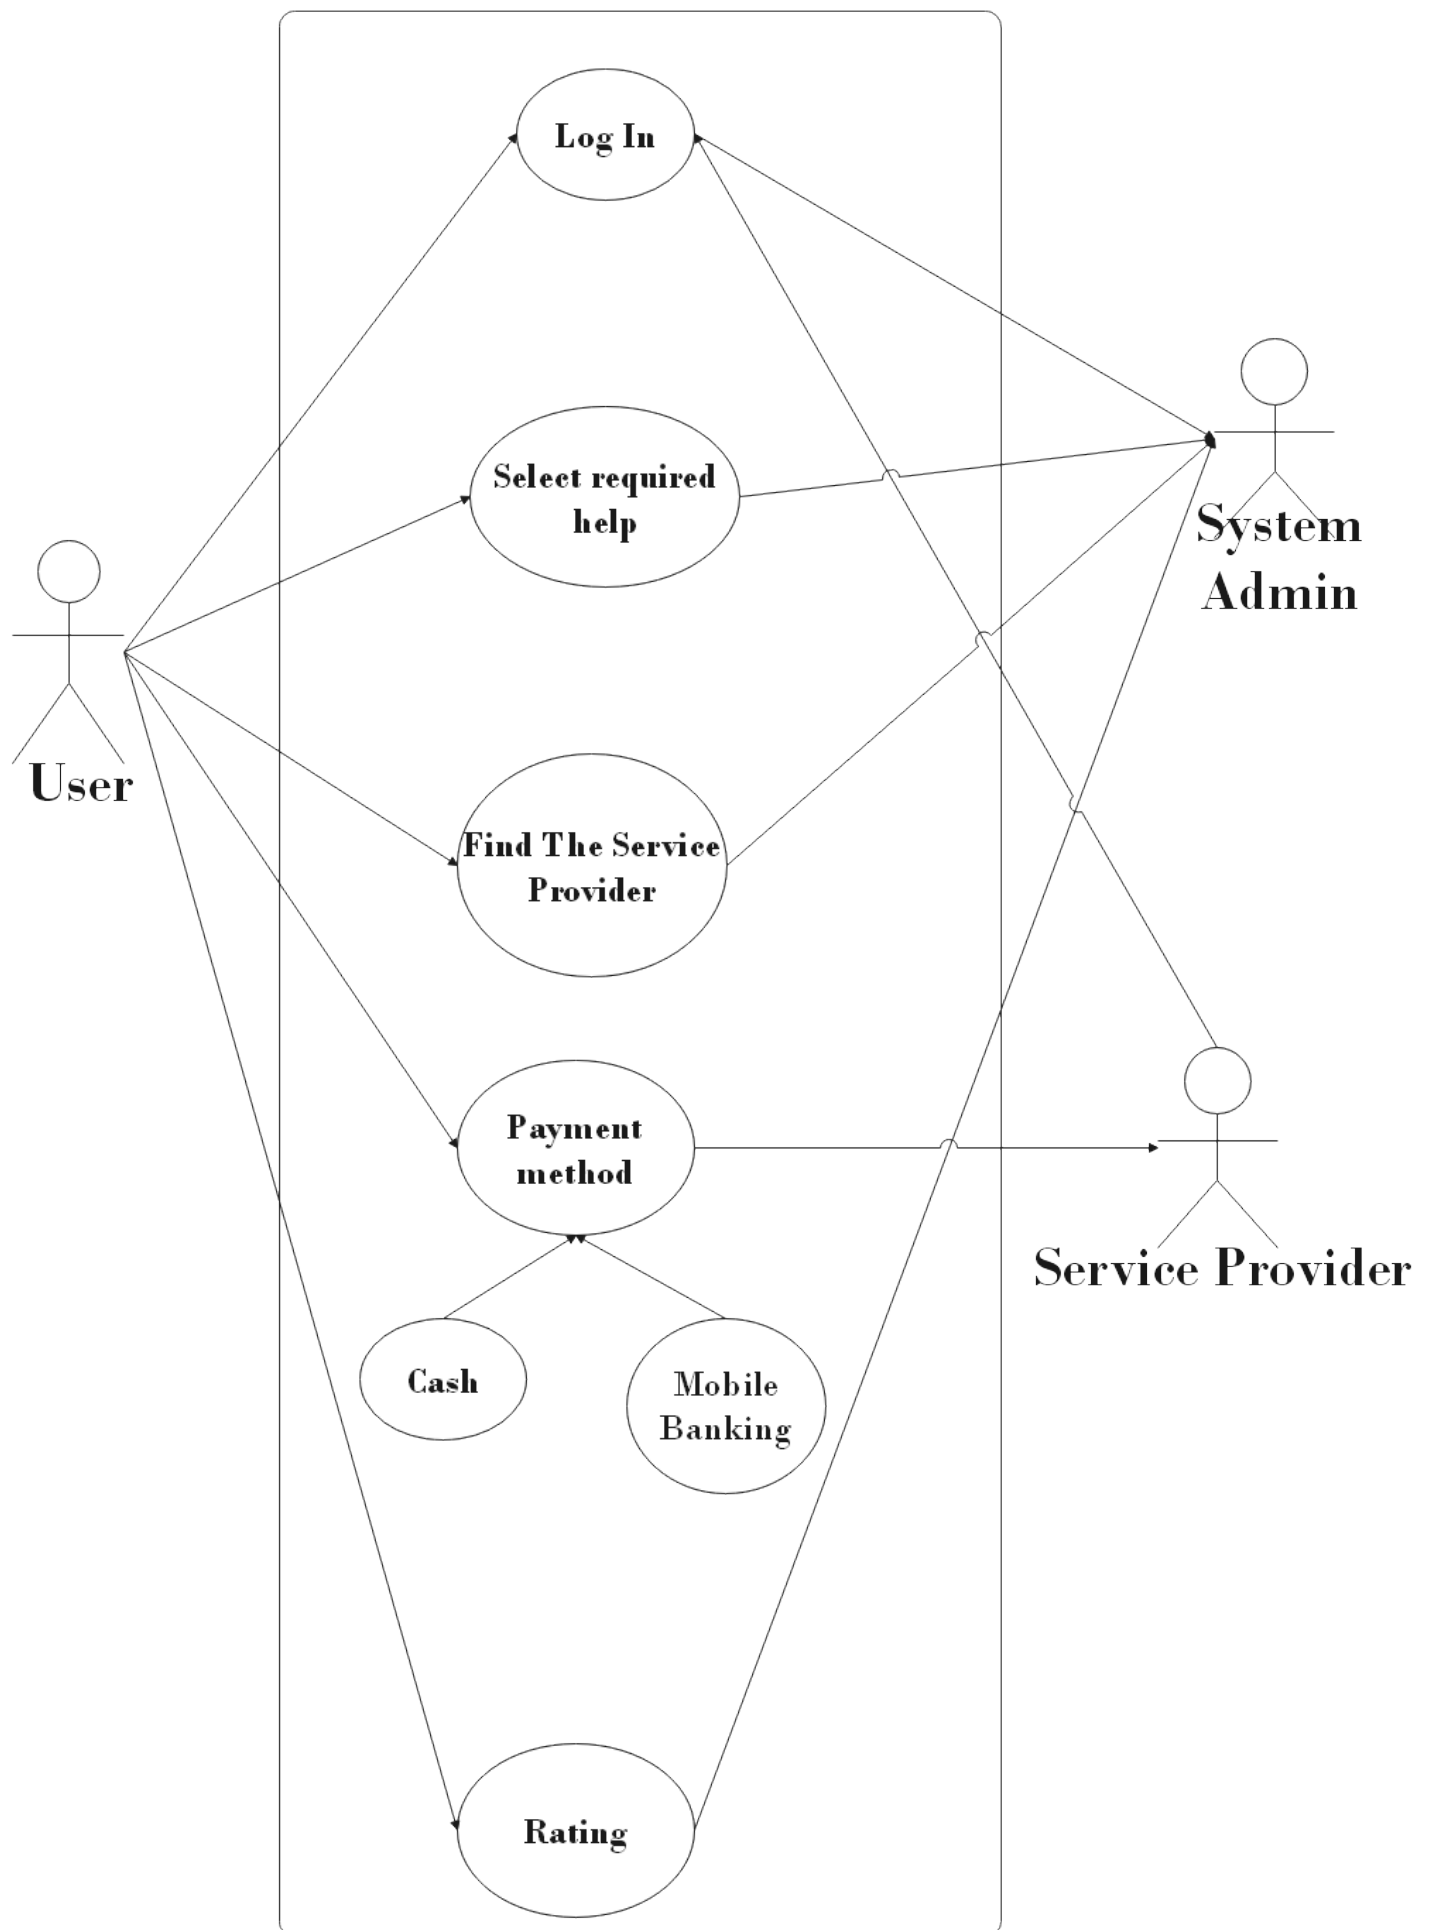 Log In
Select required
help
System
Admin
User
Find The Service
Provider
Payment
method
Service Provider
Cash
Mobile
Banking
Rating